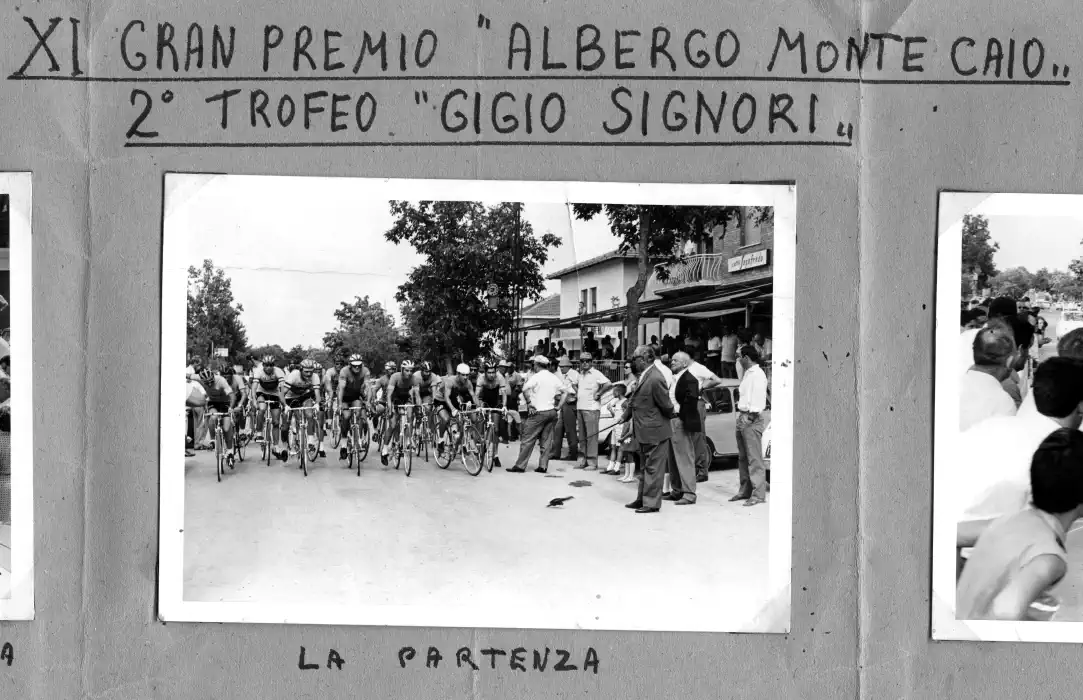 XI GRAN PREMIO "ALBERGO MONTE CAIO„
2° TROFEO "GIGIO SIGNORI„
LA PARTENZA
A